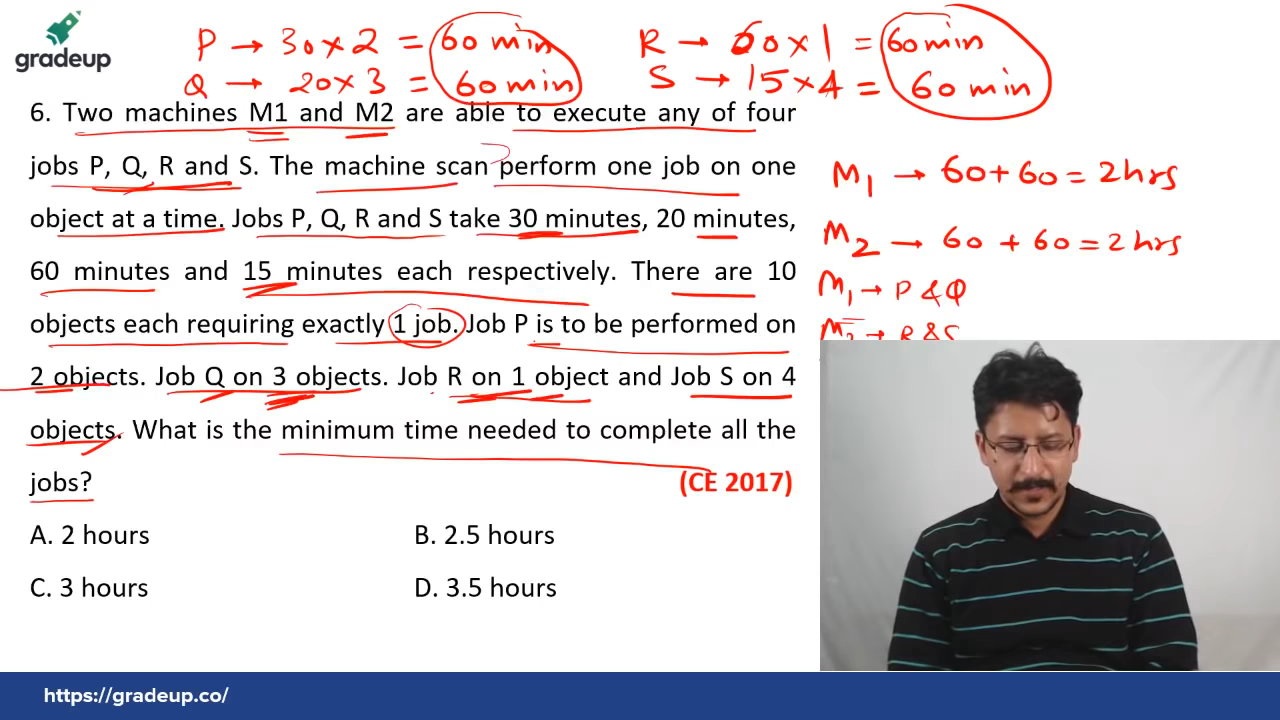 gradeup
P → 30×2 = 60 min
Q → 20×3 = 60 min
R → 60×1 = 60 min
S → 15×4 = 60 min
6. Two machines M1 and M2 are able to execute any of four
jobs P, Q, R and S. The machine scan perform one job on one
object at a time. Jobs P, Q, R and S take 30 minutes, 20 minutes,
60 minutes and 15 minutes each respectively. There are 10
objects each requiring exactly 1 job. Job P is to be performed on
2 objects. Job Q on 3 objects. Job R on 1 object and Job S on 4
objects. What is the minimum time needed to complete all the
jobs?
(CE 2017)
A. 2 hours
B. 2.5 hours
C. 3 hours
D. 3.5 hours
M1 → 60+60 = 2hrs
M2 → 60 + 60 = 2hrs
M1 → P & Q
M2 → R & S
https://gradeup.co/